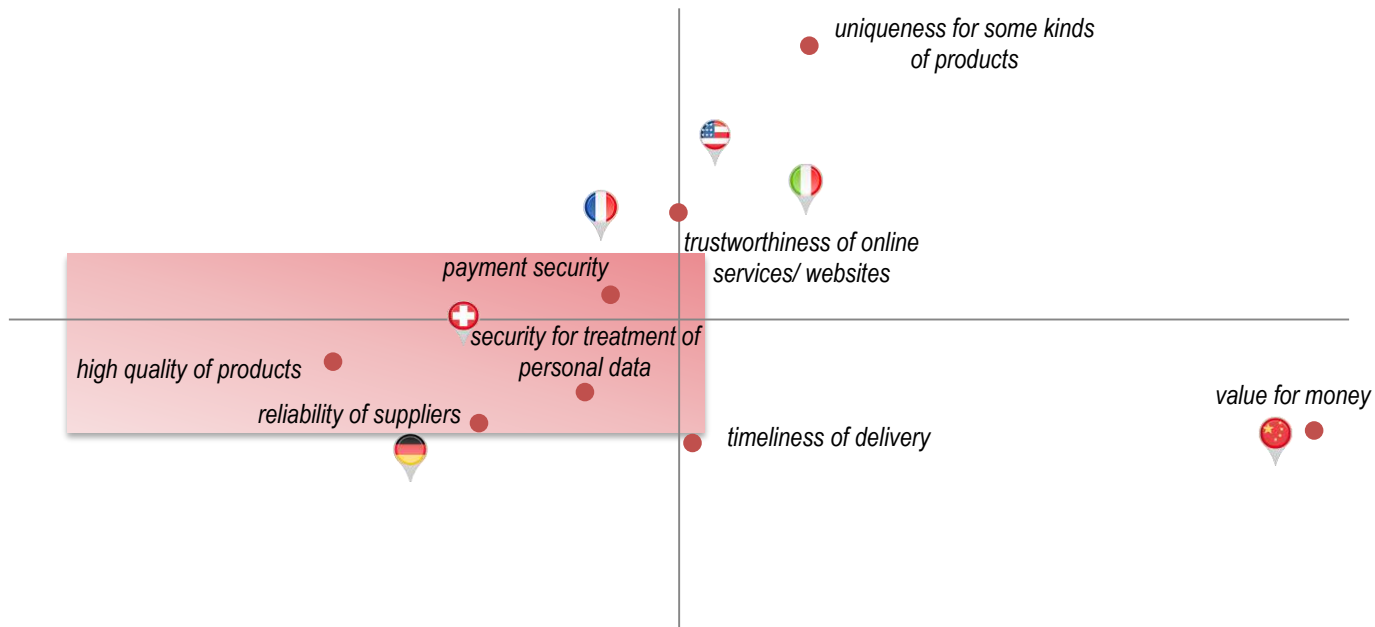 uniqueness for some kinds
of products
trustworthiness of online
services/ websites
payment security
security for treatment of
personal data
high quality of products
reliability of suppliers
value for money
timeliness of delivery